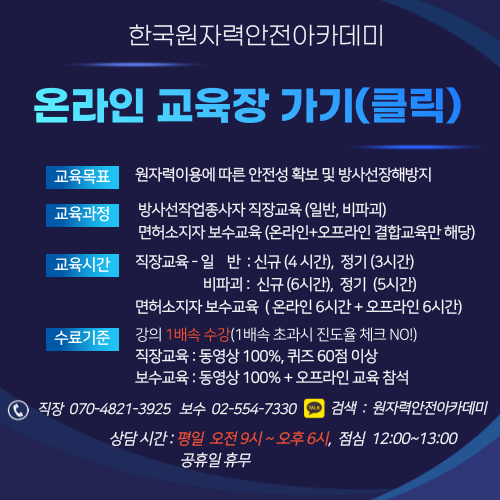 한국원자력안전아카데미
온라인 교육장 가기(클릭)
교육목표 원자력이용에 따른 안전성 확보 및 방사선장해방지
교육과정 방사선작업종사자 직장교육 (일반, 비파괴)
면허소지자 보수교육 (온라인+오프라인 결합교육만 해당)
교육시간 직장교육 - 일 반 : 신규 (4 시간), 정기 (3시간)
비파괴 : 신규 (6시간), 정기 (5시간)
면허소지자 보수교육 ( 온라인 6시간 + 오프라인 6시간)
수료기준 강의 1배속 수강(1배속 초과시 진도율 체크 NO!)
직장교육 : 동영상 100%, 퀴즈 60점 이상
보수교육 : 동영상 100% + 오프라인 교육 참석
직장 070-4821-3925 보수 02-554-7330 TALK 검색 : 원자력안전아카데미
상담 시간 : 평일 오전 9시 ~ 오후 6시, 점심 12:00~13:00
공휴일 휴무